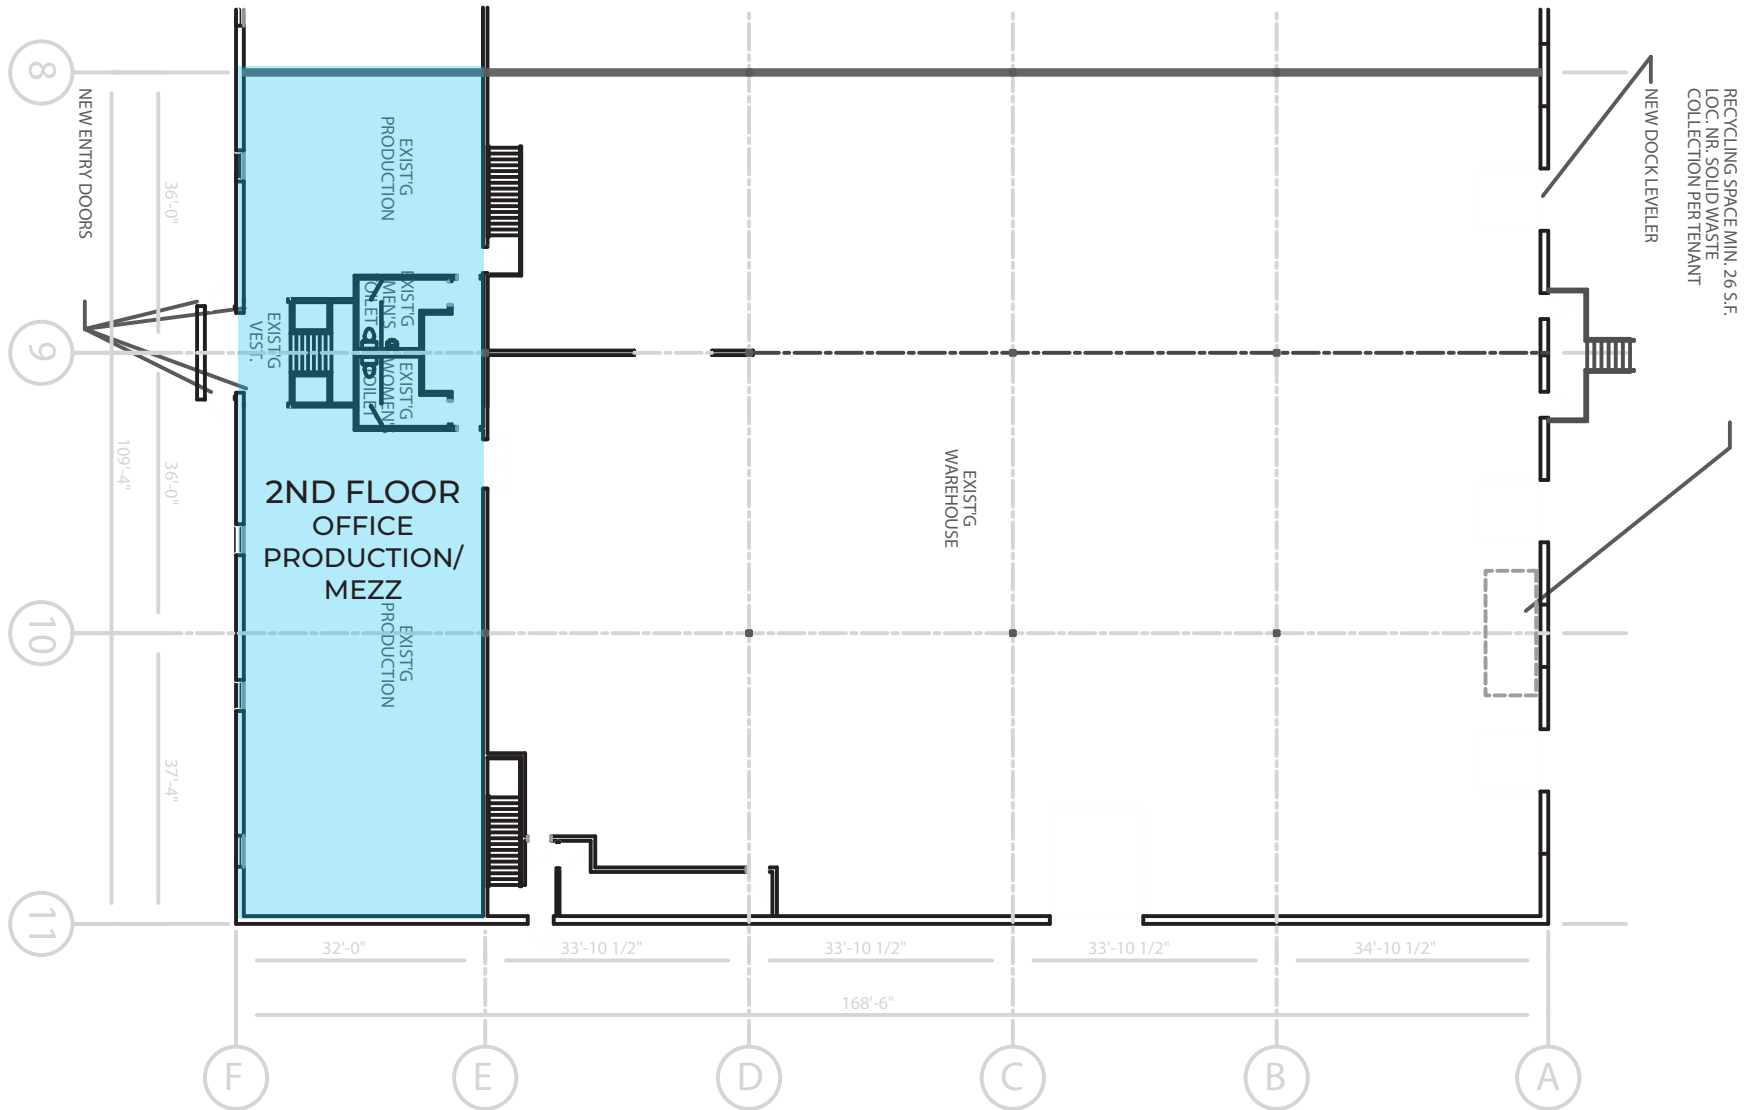 8
9
10
11
NEW ENTRY DOORS
36'-0"
36'-0"
37'-4"
109'-4"
EXIST'G
PRODUCTION
EXIST'G
MEN'S
TOILET
EXIST'G
WOMEN'S
TOILET
EXIST'G
VEST.
2ND FLOOR
OFFICE
PRODUCTION/
MEZZ
EXIST'G
PRODUCTION
EXIST'G
WAREHOUSE
NEW DOCK LEVELER
RECYCLING SPACE MIN. 26 S.F.
LOC. NR. SOLID WASTE
COLLECTION PER TENANT
32'-0"
33'-10 1/2"
33'-10 1/2"
33'-10 1/2"
34'-10 1/2"
168'-6"
F
E
D
C
B
A